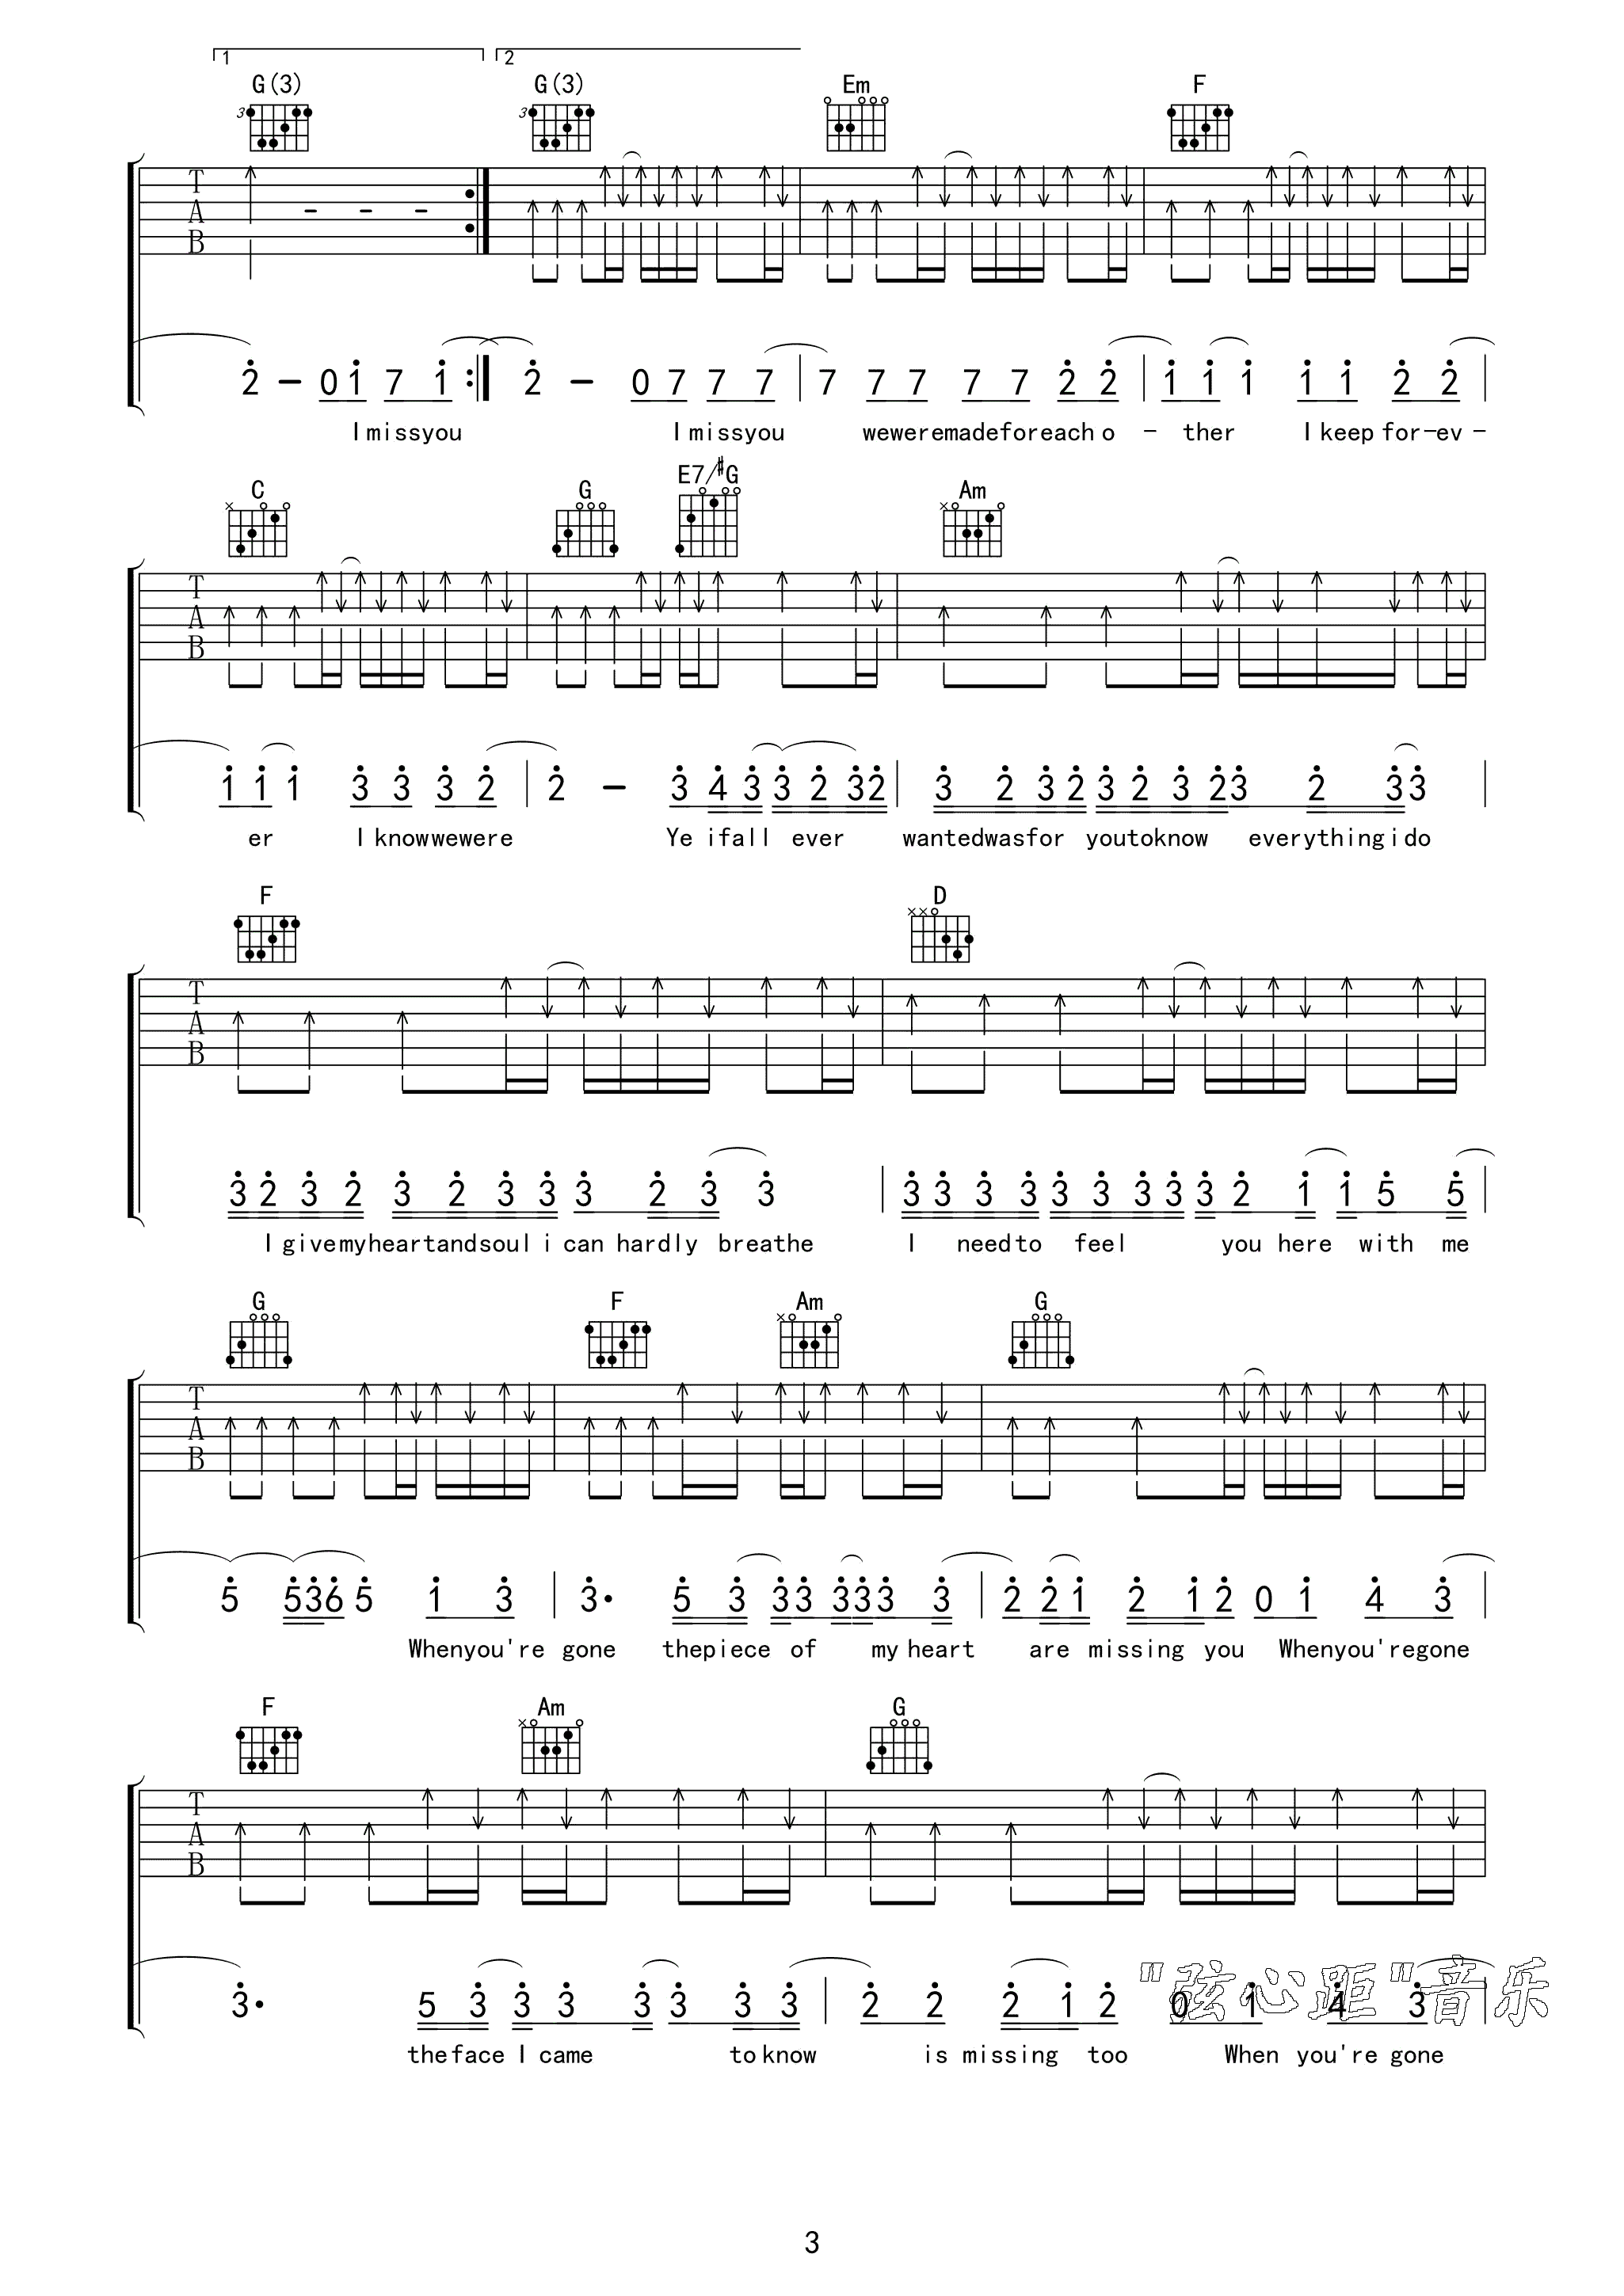 1 2
G(3) G(3) Em F
3 3
T
A
B
2̇ – 0 1̇ 7 1̇ :‖ 2̇ – 0 7 7 7 | 7 7 7 7 7 2̇ 2̇ | 1̇ 1̇ 1̇ 1̇ 1̇ 2̇ 2̇ |
I missyou I missyou weweremadeforeach o - ther I keep for-ev-
C G E7/#G Am
T
A
B
1̇ 1̇ 1̇ 3̇ 3̇ 3̇ 2̇ | 2̇ – 3̇ 4̇ 3̇ 3̇ 2̇ 3̇ 2̇ | 3̇ 2̇ 3̇ 2̇ 3̇ 2̇ 3̇ 2̇ 3̇ 2̇ 3̇ 3̇ |
er I knowwewere Ye ifall ever wantedwasfor youtoknow everythingido
F D
T
A
B
3̇ 2̇ 3̇ 2̇ 3̇ 2̇ 3̇ 3̇ 3̇ 2̇ 3̇ 3̇ | 3̇ 3̇ 3̇ 3̇ 3̇ 3̇ 3̇ 3̇ 3̇ 2̇ 1̇ 1̇ 5̇ 5̇ |
I givemyheartandsoul i can hardly breathe I needto feel you here with me
G F Am G
T
A
B
5̇ 5̇ 3̇ 6̇ 5̇ 1̇ 3̇ | 3̇· 5̇ 3̇ 3̇ 3̇ 3̇ 3̇ 3̇ 3̇ | 2̇ 2̇ 1̇ 2̇ 1̇ 2̇ 0 1̇ 4̇ 3̇ |
Whenyou're gone thepiece of my heart are missing you Whenyou'regone
F Am G
T
A
B
3̇· 5 3̇ 3̇ 3̇ 3̇ 3̇ 3̇ 3̇ | 2̇ 2̇ 2̇ 1̇ 2̇ 0 1̇ 4̇ 3̇ |
"弦心距"音乐
theface I came to know is missing too When you're gone
3